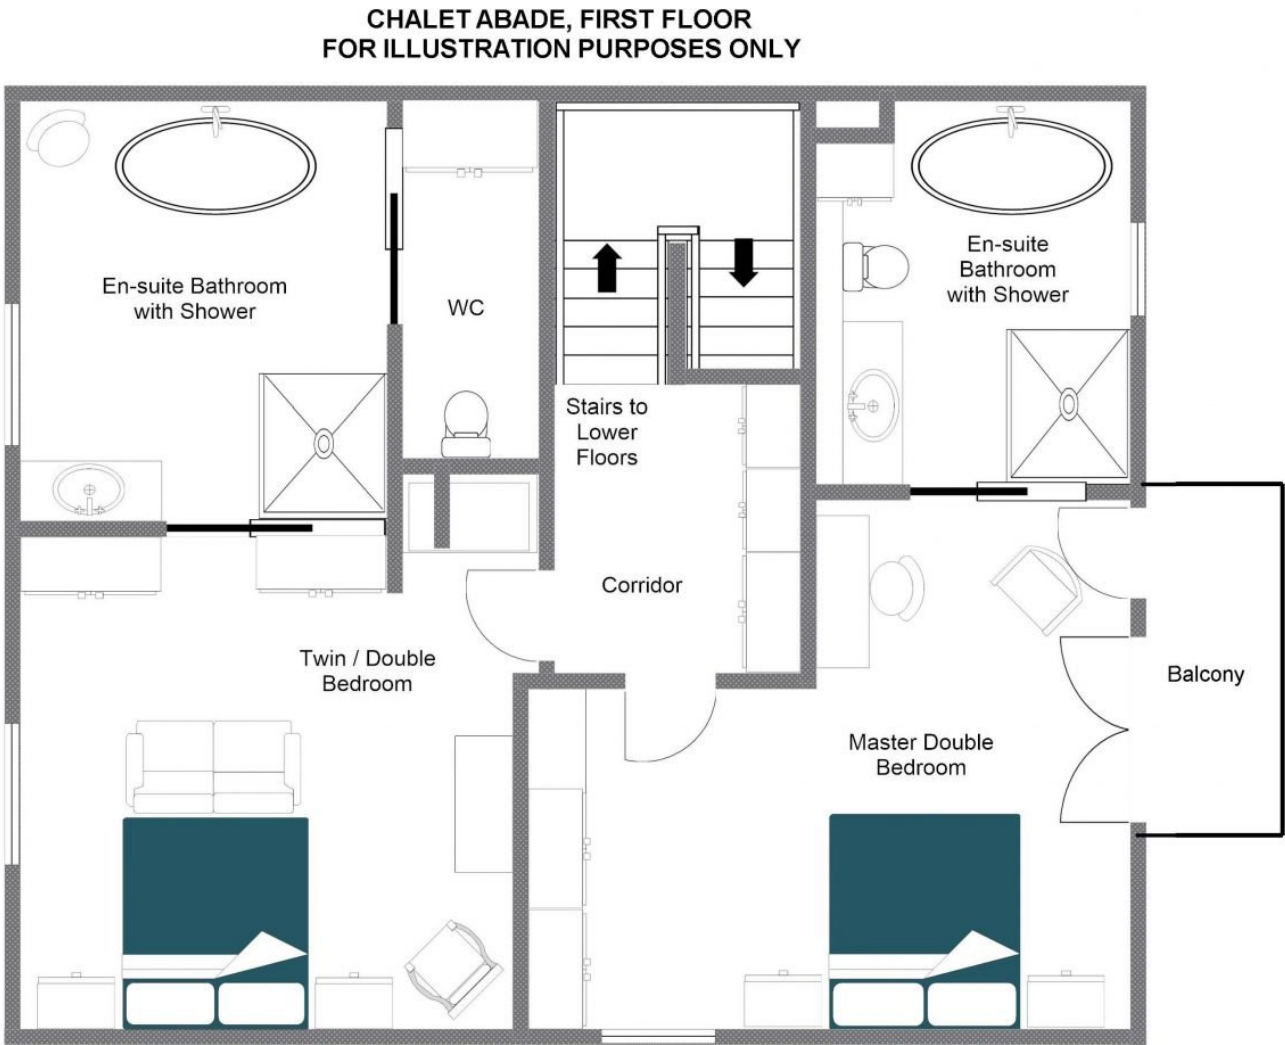 CHALET ABADE, FIRST FLOOR
FOR ILLUSTRATION PURPOSES ONLY
En-suite Bathroom
with Shower
WC
Stairs to
Lower
Floors
En-suite
Bathroom
with Shower
Corridor
Twin / Double
Bedroom
Master Double
Bedroom
Balcony